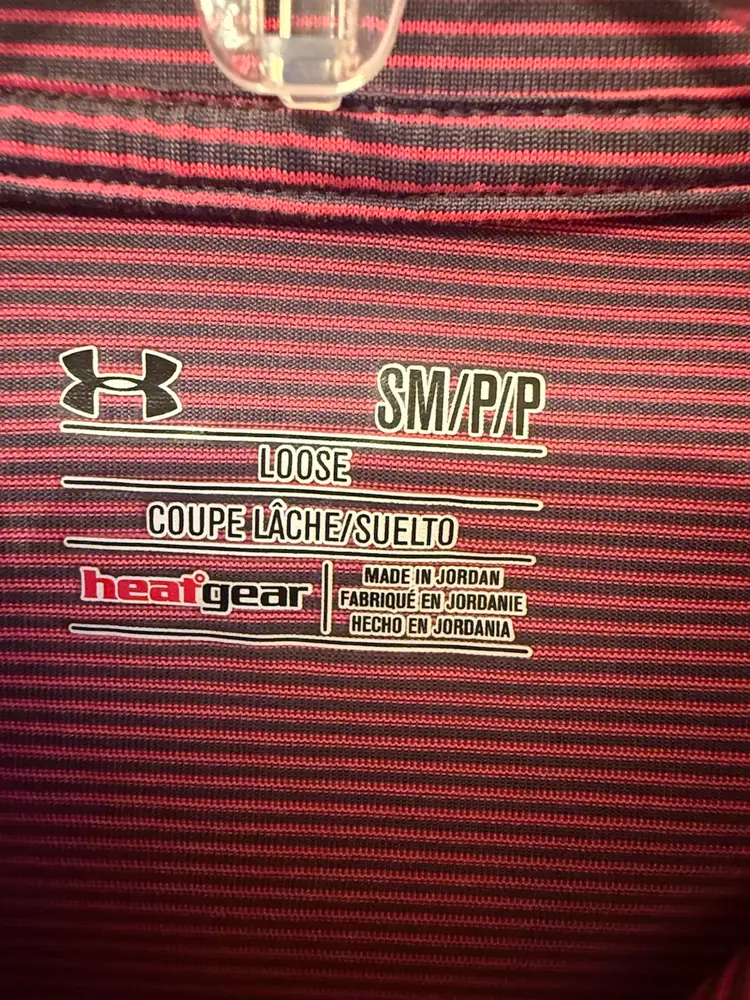 SM/P/P
LOOSE
COUPE LÂCHE/SUELTO
heatgear
MADE IN JORDAN
FABRIQUÉ EN JORDANIE
HECHO EN JORDANIA